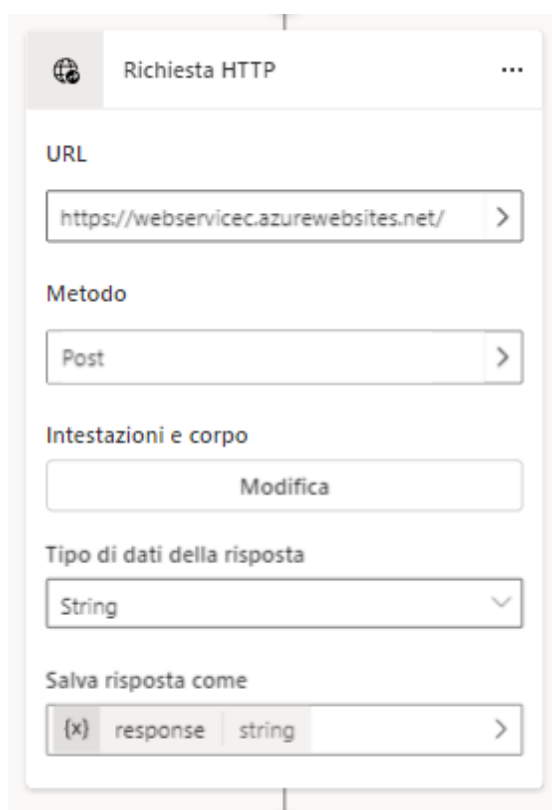 Richiesta HTTP ...
URL
https://webservicec.azurewebsites.net/
Metodo
Post
Intestazioni e corpo
Modifica
Tipo di dati della risposta
String
Salva risposta come
{x} response string